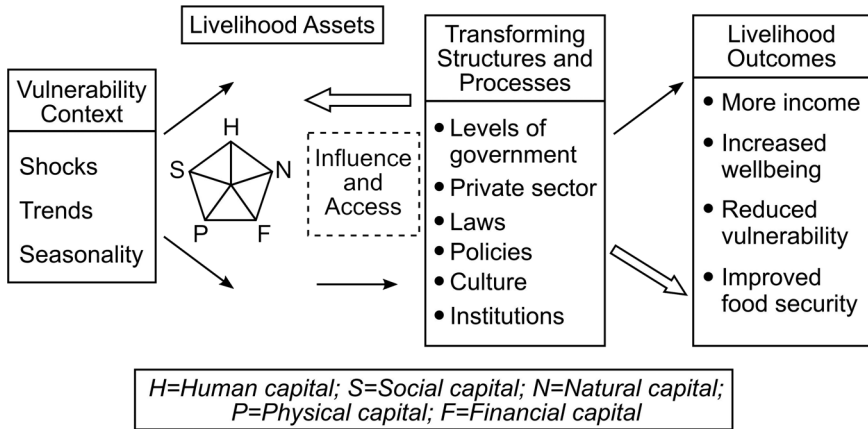 Livelihood Assets
Vulnerability
Context
Shocks
Trends
Seasonality
H
S
N
P
F
Influence
and
Access
Transforming
Structures and
Processes
• Levels of
government
• Private sector
• Laws
• Policies
• Culture
• Institutions
Livelihood
Outcomes
• More income
• Increased
wellbeing
• Reduced
vulnerability
• Improved
food security
H=Human capital; S=Social capital; N=Natural capital;
P=Physical capital; F=Financial capital